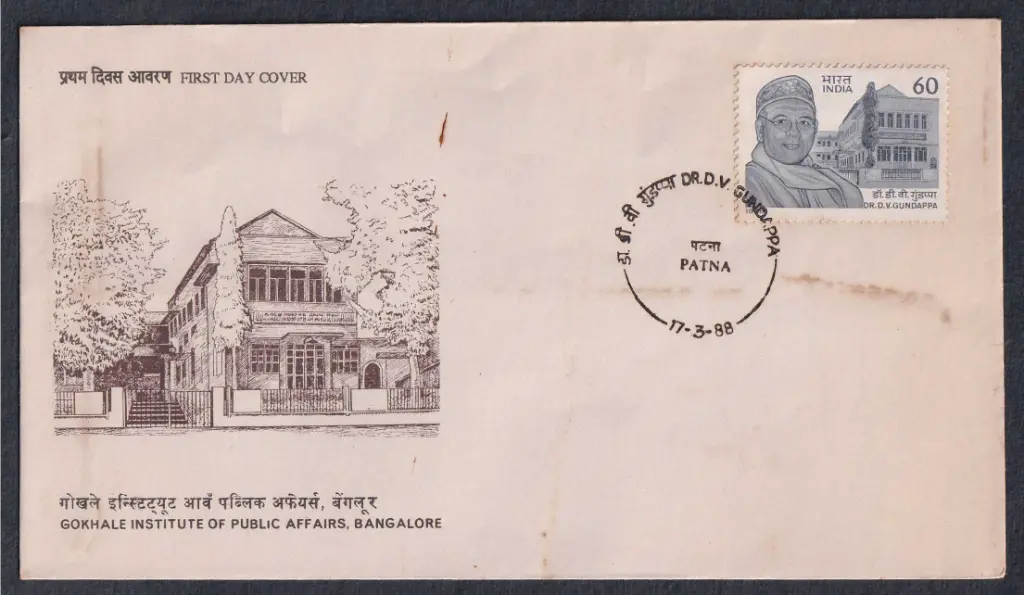 प्रथम दिवस आवरण FIRST DAY COVER
भारत
INDIA
60
डॉ. डी. वी. गुंडप्पा
DR. D. V. GUNDAPPA
डा. डी. वी. गुंडप्पा DR. D. V. GUNDAPPA
पटना
PATNA
17-3-88
गोखले इन्स्टिट्यूट आवॅ पब्लिक अफेयर्स, बेंगलूर
GOKHALE INSTITUTE OF PUBLIC AFFAIRS, BANGALORE